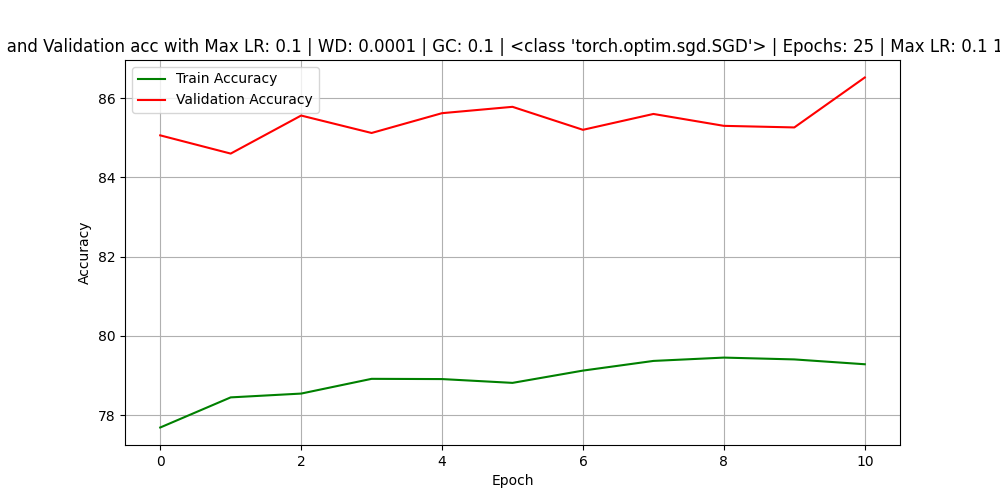 and Validation acc with Max LR: 0.1 | WD: 0.0001 | GC: 0.1 | <class 'torch.optim.sgd.SGD'> | Epochs: 25 | Max LR: 0.1 1
Train Accuracy
Validation Accuracy
86
84
82
80
78
Accuracy
0 2 4 6 8 10
Epoch